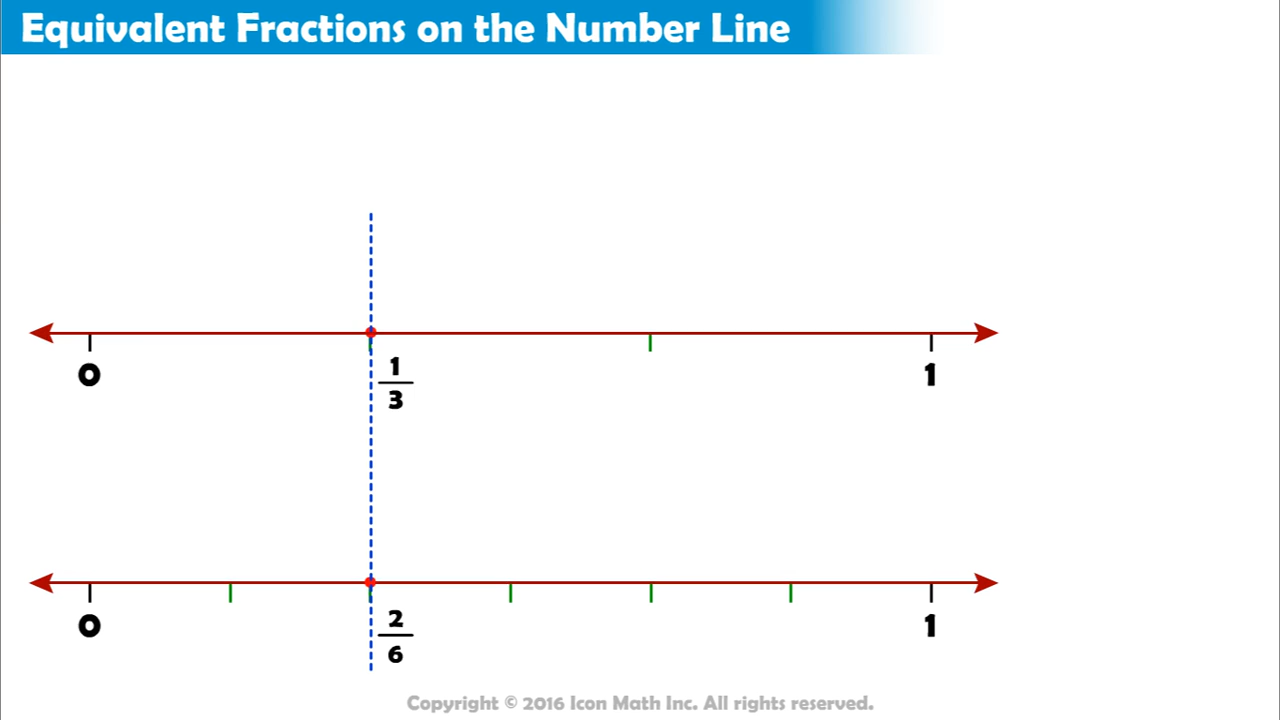 Equivalent Fractions on the Number Line
0 1/3 1
0 2/6 1
Copyright © 2016 Icon Math Inc. All rights reserved.